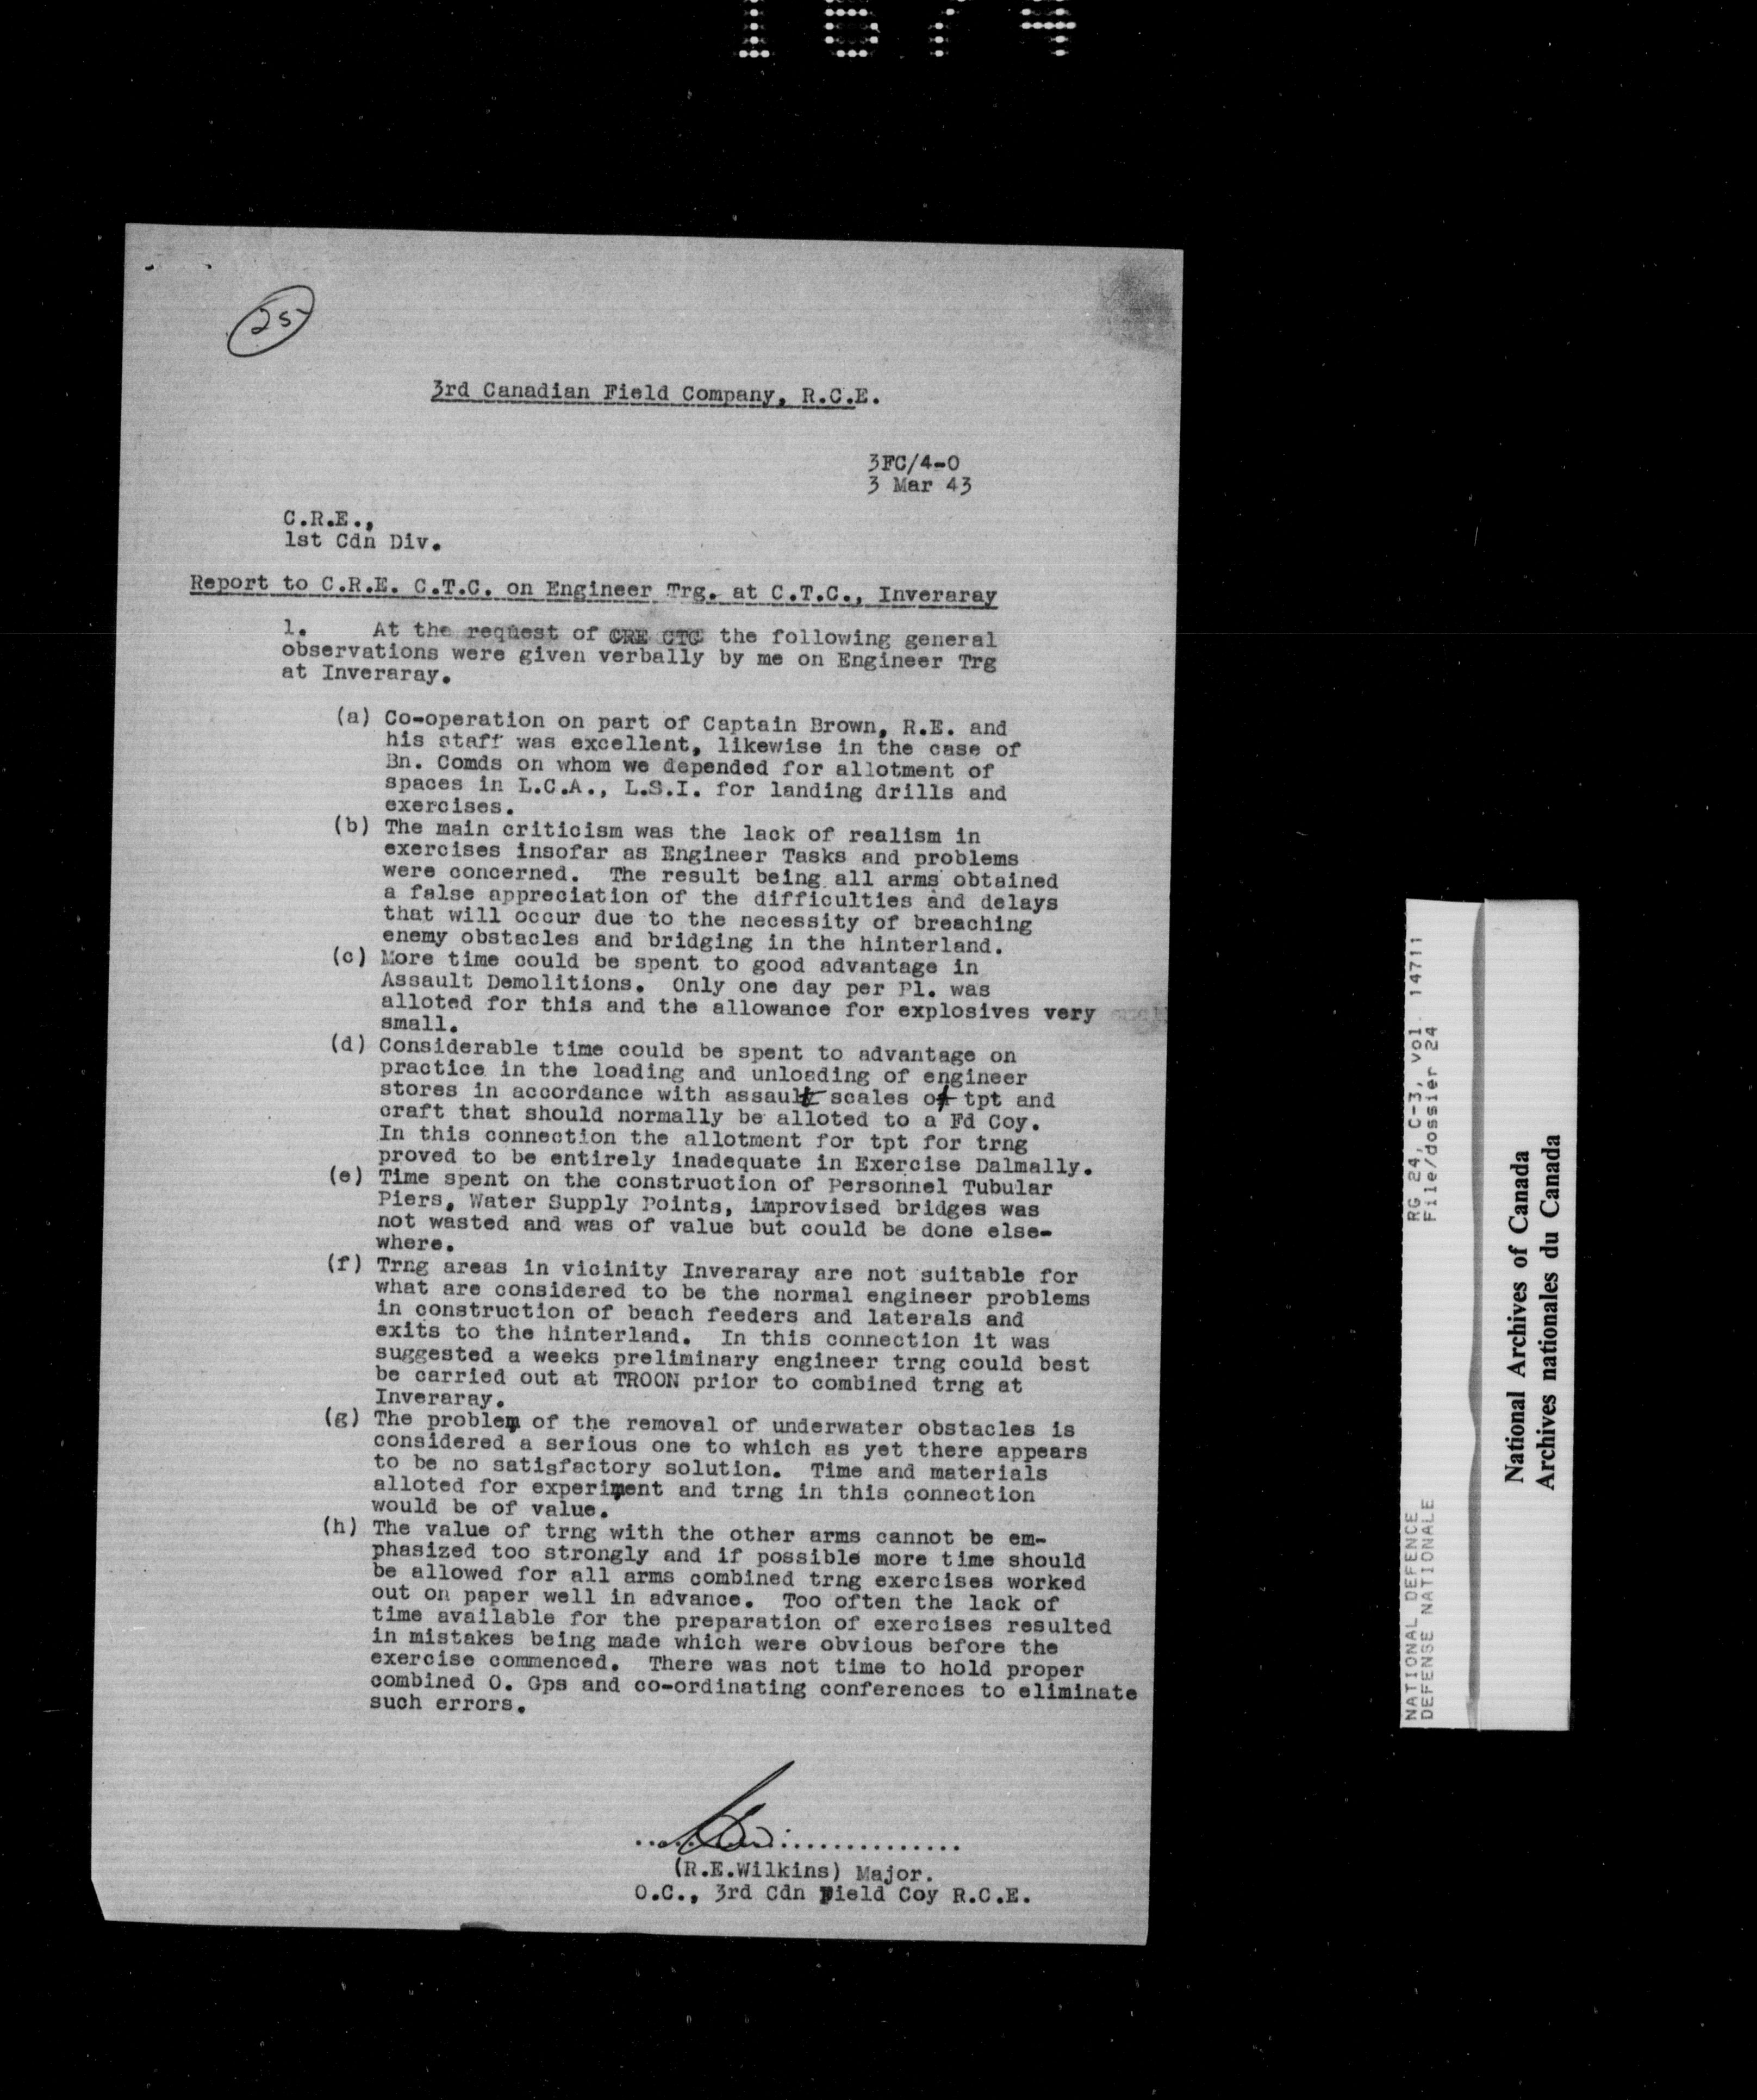 25
3rd Canadian Field Company, R.C.E.
3FC/4-0
3 Mar 43
C.R.E.,
1st Cdn Div.
Report to C.R.E. C.T.C. on Engineer Trg. at C.T.C., Inveraray
1. At the request of CRE CTC the following general
observations were given verbally by me on Engineer Trg
at Inveraray.
(a) Co-operation on part of Captain Brown, R.E. and
his staff was excellent, likewise in the case of
Bn. Comds on whom we depended for allotment of
spaces in L.C.A., L.S.I. for landing drills and
exercises.
(b) The main criticism was the lack of realism in
exercises insofar as Engineer Tasks and problems
were concerned. The result being all arms obtained
a false appreciation of the difficulties and delays
that will occur due to the necessity of breaching
enemy obstacles and bridging in the hinterland.
(c) More time could be spent to good advantage in
Assault Demolitions. Only one day per Pl. was
alloted for this and the allowance for explosives very
small.
(d) Considerable time could be spent to advantage on
practice in the loading and unloading of engineer
stores in accordance with assault scales of tpt and
craft that should normally be alloted to a Fd Coy.
In this connection the allotment for tpt for trng
proved to be entirely inadequate in Exercise Dalmally.
(e) Time spent on the construction of Personnel Tubular
Piers, Water Supply Points, improvised bridges was
not wasted and was of value but could be done else-
where.
(f) Trng areas in vicinity Inveraray are not suitable for
what are considered to be the normal engineer problems
in construction of beach feeders and laterals and
exits to the hinterland. In this connection it was
suggested a weeks preliminary engineer trng could best
be carried out at TROON prior to combined trng at
Inveraray.
(g) The problem of the removal of underwater obstacles is
considered a serious one to which as yet there appears
to be no satisfactory solution. Time and materials
alloted for experiment and trng in this connection
would be of value.
(h) The value of trng with the other arms cannot be em-
phasized too strongly and if possible more time should
be allowed for all arms combined trng exercises worked
out on paper well in advance. Too often the lack of
time available for the preparation of exercises resulted
in mistakes being made which were obvious before the
exercise commenced. There was not time to hold proper
combined O. Gps and co-ordinating conferences to eliminate
such errors.
(R.E.Wilkins) Major.
O.C., 3rd Cdn Field Coy R.C.E.
NATIONAL DEFENCE RG 24, C-3, vol. 14711
DEFENSE NATIONALE File/dossier 24
National Archives of Canada
Archives nationales du Canada